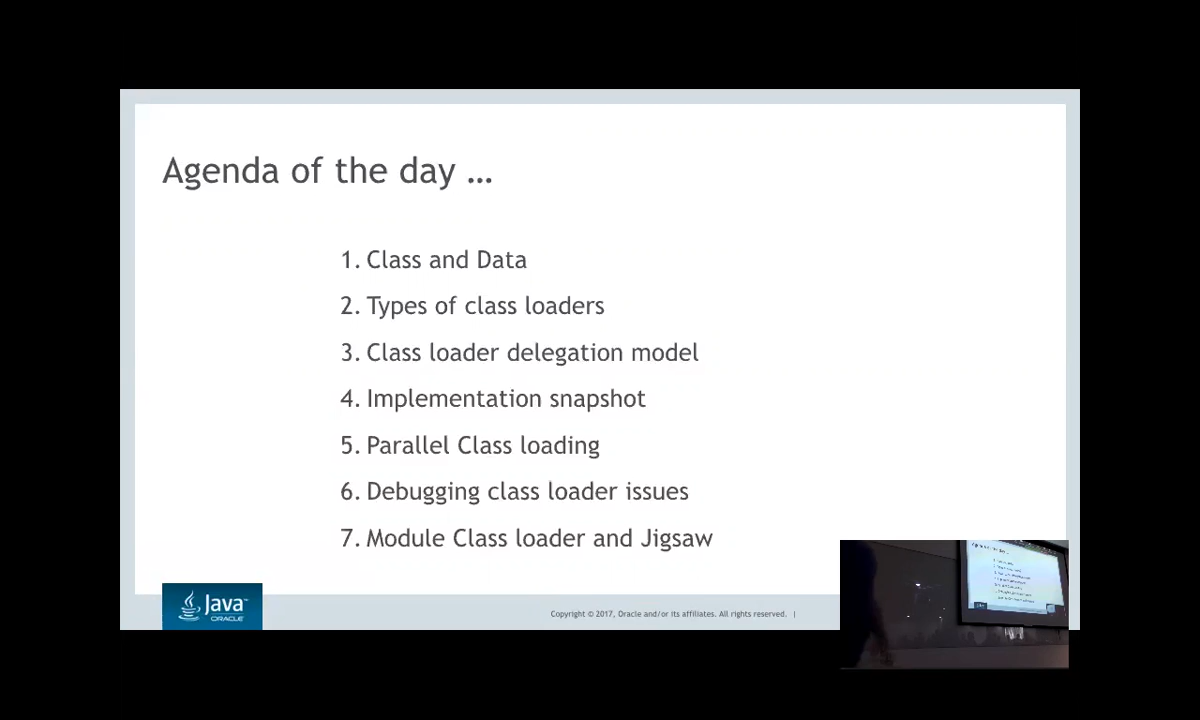 Agenda of the day ...
1. Class and Data
2. Types of class loaders
3. Class loader delegation model
4. Implementation snapshot
5. Parallel Class loading
6. Debugging class loader issues
7. Module Class loader and Jigsaw
Java™
ORACLE
Copyright © 2017, Oracle and/or its affiliates. All rights reserved. |